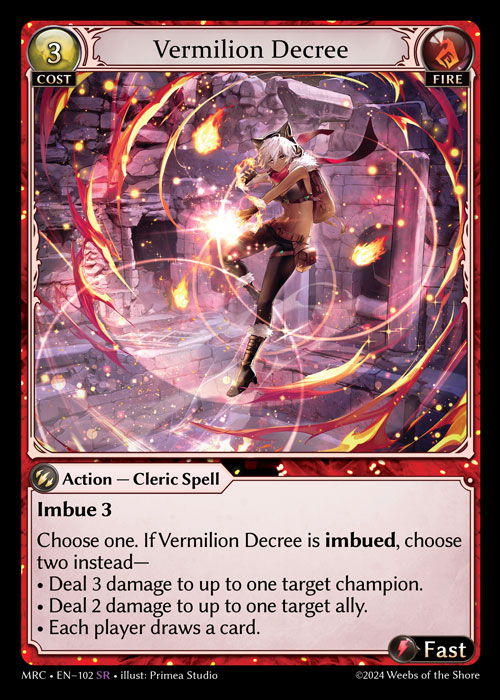 3
Vermilion Decree
COST
FIRE
Action — Cleric Spell
Imbue 3
Choose one. If Vermilion Decree is imbued, choose
two instead—
• Deal 3 damage to up to one target champion.
• Deal 2 damage to up to one target ally.
• Each player draws a card.
Fast
MRC • EN–102 SR • illust: Primea Studio
©2024 Weebs of the Shore